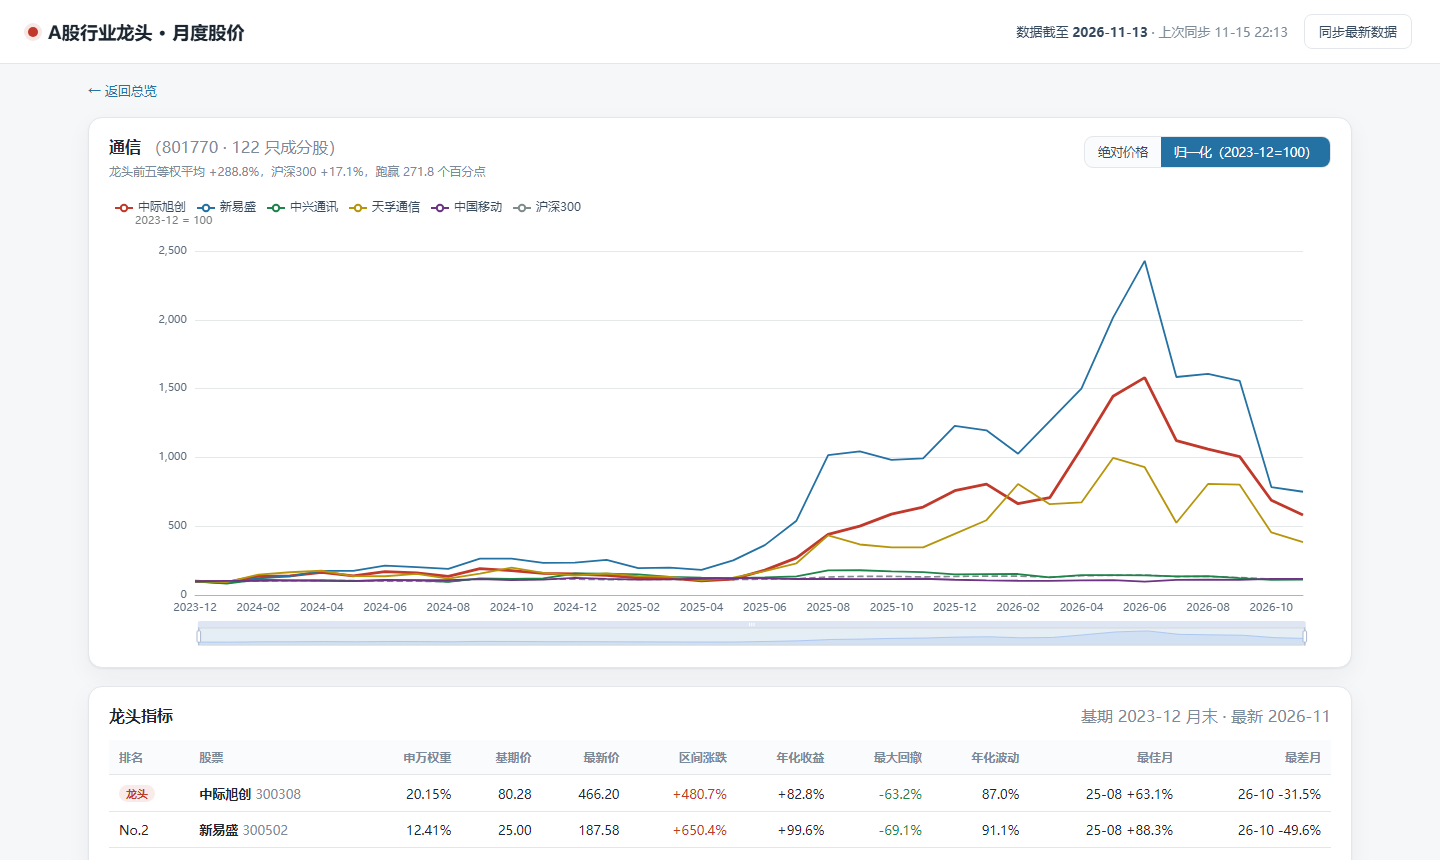 A股行业龙头 · 月度股价
数据截至 2026-11-13 · 上次同步 11-15 22:13
同步最新数据
← 返回总览
通信 （801770 · 122 只成分股）
龙头前五等权平均 +288.8%，沪深300 +17.1%，跑赢 271.8 个百分点
绝对价格 归一化（2023-12=100）
中际旭创 新易盛 中兴通讯 天孚通信 中国移动 沪深300
2023-12 = 100
2,500
2,000
1,500
1,000
500
0
2023-12 2024-02 2024-04 2024-06 2024-08 2024-10 2024-12 2025-02 2025-04 2025-06 2025-08 2025-10 2025-12 2026-02 2026-04 2026-06 2026-08 2026-10
龙头指标
基期 2023-12 月末 · 最新 2026-11
排名 股票 申万权重 基期价 最新价 区间涨跌 年化收益 最大回撤 年化波动 最佳月 最差月
龙头 中际旭创 300308 20.15% 80.28 466.20 +480.7% +82.8% -63.2% 87.0% 25-08 +63.1% 26-10 -31.5%
No.2 新易盛 300502 12.41% 25.00 187.58 +650.4% +99.6% -69.1% 91.1% 25-08 +88.3% 26-10 -49.6%